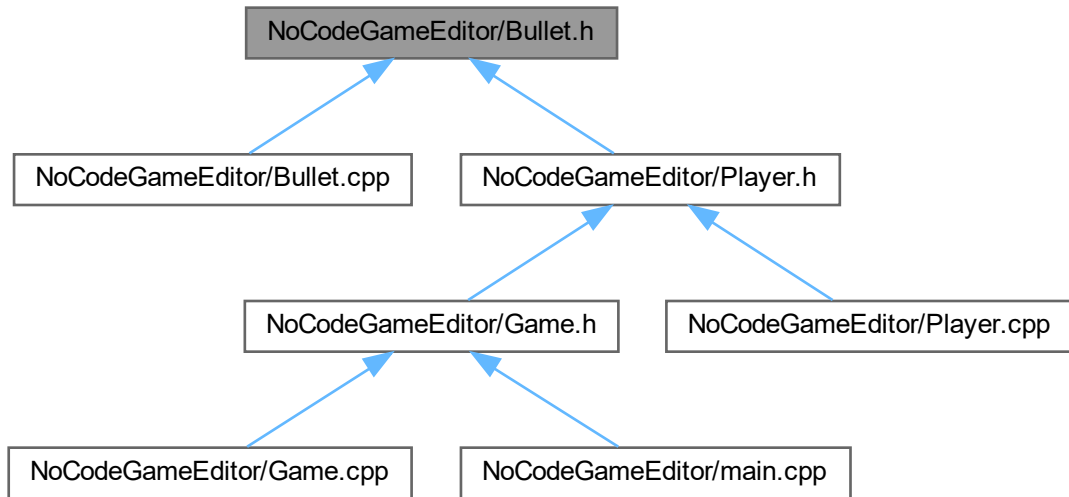 NoCodeGameEditor/Bullet.h
NoCodeGameEditor/Bullet.cpp
NoCodeGameEditor/Player.h
NoCodeGameEditor/Game.h
NoCodeGameEditor/Player.cpp
NoCodeGameEditor/Game.cpp
NoCodeGameEditor/main.cpp